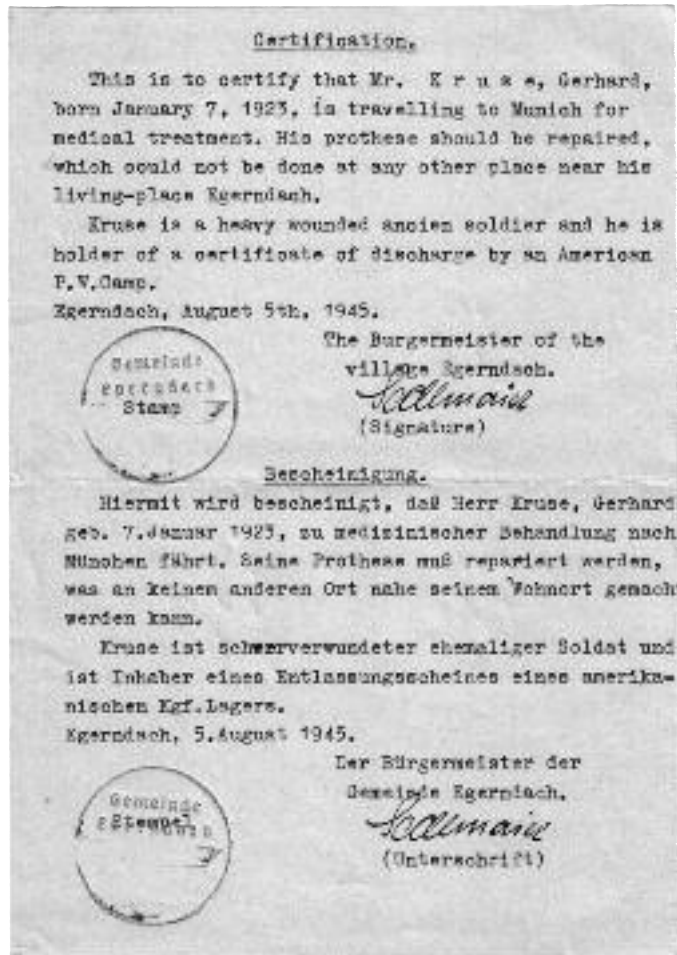 Certification.
This is to certify that Mr. K r u s e, Gerhard,
born January 7, 1923, is travelling to Munich for
medical treatment. His prothese should be repaired,
which could not be done at any other place near his
living-place Egerndach.
Kruse is a heavy wounded ancien soldier and he is
holder of a certificate of discharge by an American
P.W.Camp.
Egerndach, August 5th, 1945.
The Burgermeister of the
village Egerndach.
Gemeinde
Egerndach
Stamp
(Signature)
Bescheinigung.
Hiermit wird bescheinigt, daß Herr Kruse, Gerhard
geb. 7.Januar 1923, zu medizinischer Behandlung nach
München fährt. Seine Prothese muß repariert werden,
was an keinem anderen Ort nahe seinem Wohnort gemach
werden kann.
Kruse ist schwerverwundeter ehemaliger Soldat und
ist Inhaber eines Entlassungsscheines eines amerika-
nischen Kgf.Lagers.
Egerndach, 5.August 1945.
Der Bürgermeister der
Gemeinde Egerndach.
Gemeinde
Stempel
(Unterschrift)